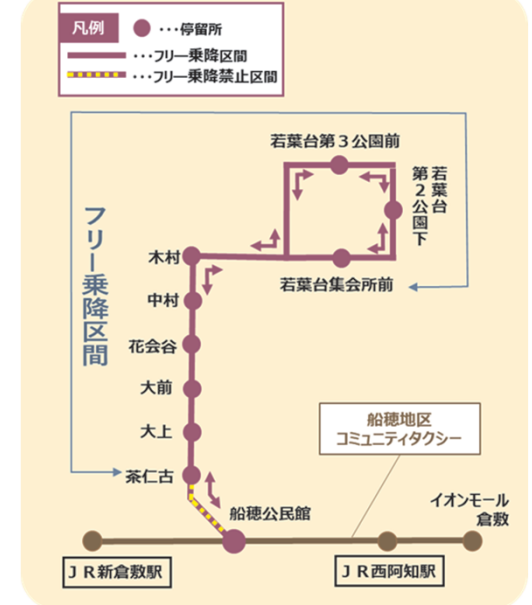 凡例
●・・・停留所
・・・フリー乗降区間
・・・フリー乗降禁止区間
若葉台第3公園前
若葉台
第2公園下
フリー乗降区間
木村
若葉台集会所前
中村
花会谷
大前
大上
船穂地区
コミュニティタクシー
茶仁古
船穂公民館
イオンモール
倉敷
JR新倉敷駅
JR西阿知駅